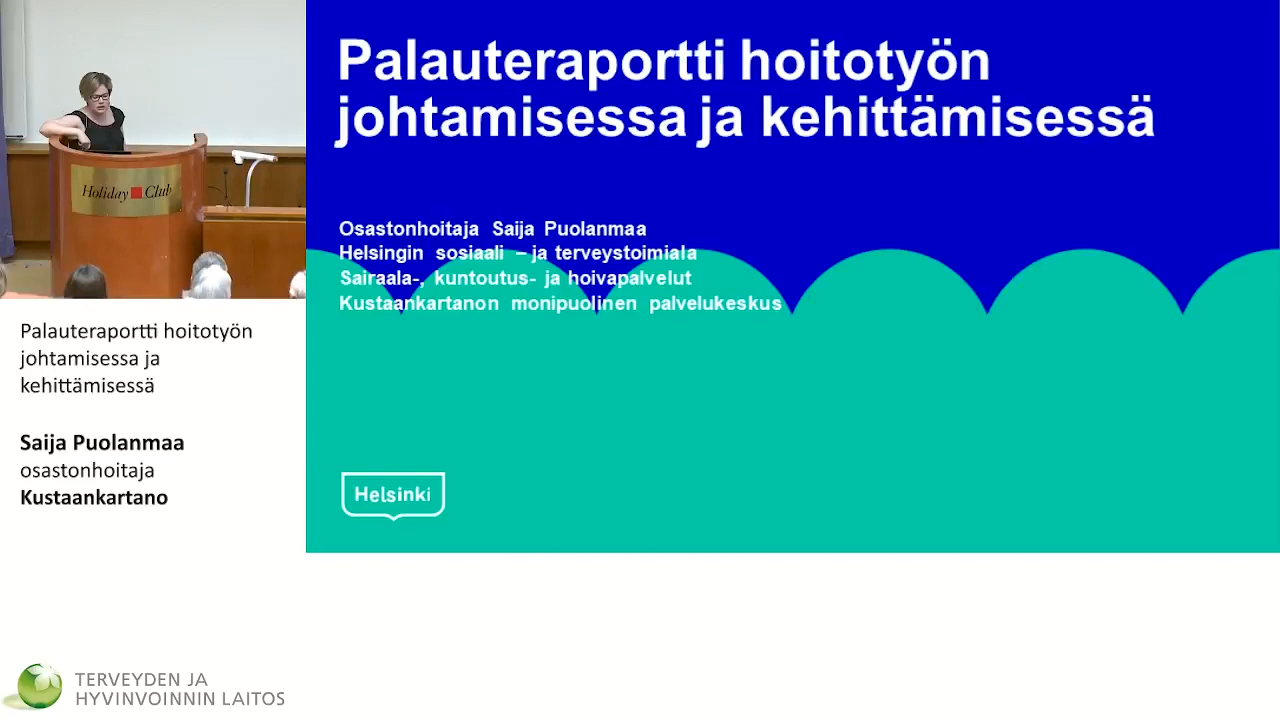 Palauteraportti hoitotyön
johtamisessa ja kehittämisessä
Osastonhoitaja Saija Puolanmaa
Helsingin sosiaali – ja terveystoimiala
Sairaala-, kuntoutus- ja hoivapalvelut
Kustaankartanon monipuolinen palvelukeskus
Helsinki
Holiday Club
Palauteraportti hoitotyön
johtamisessa ja
kehittämisessä
Saija Puolanmaa
osastonhoitaja
Kustaankartano
TERVEYDEN JA
HYVINVOINNIN LAITOS